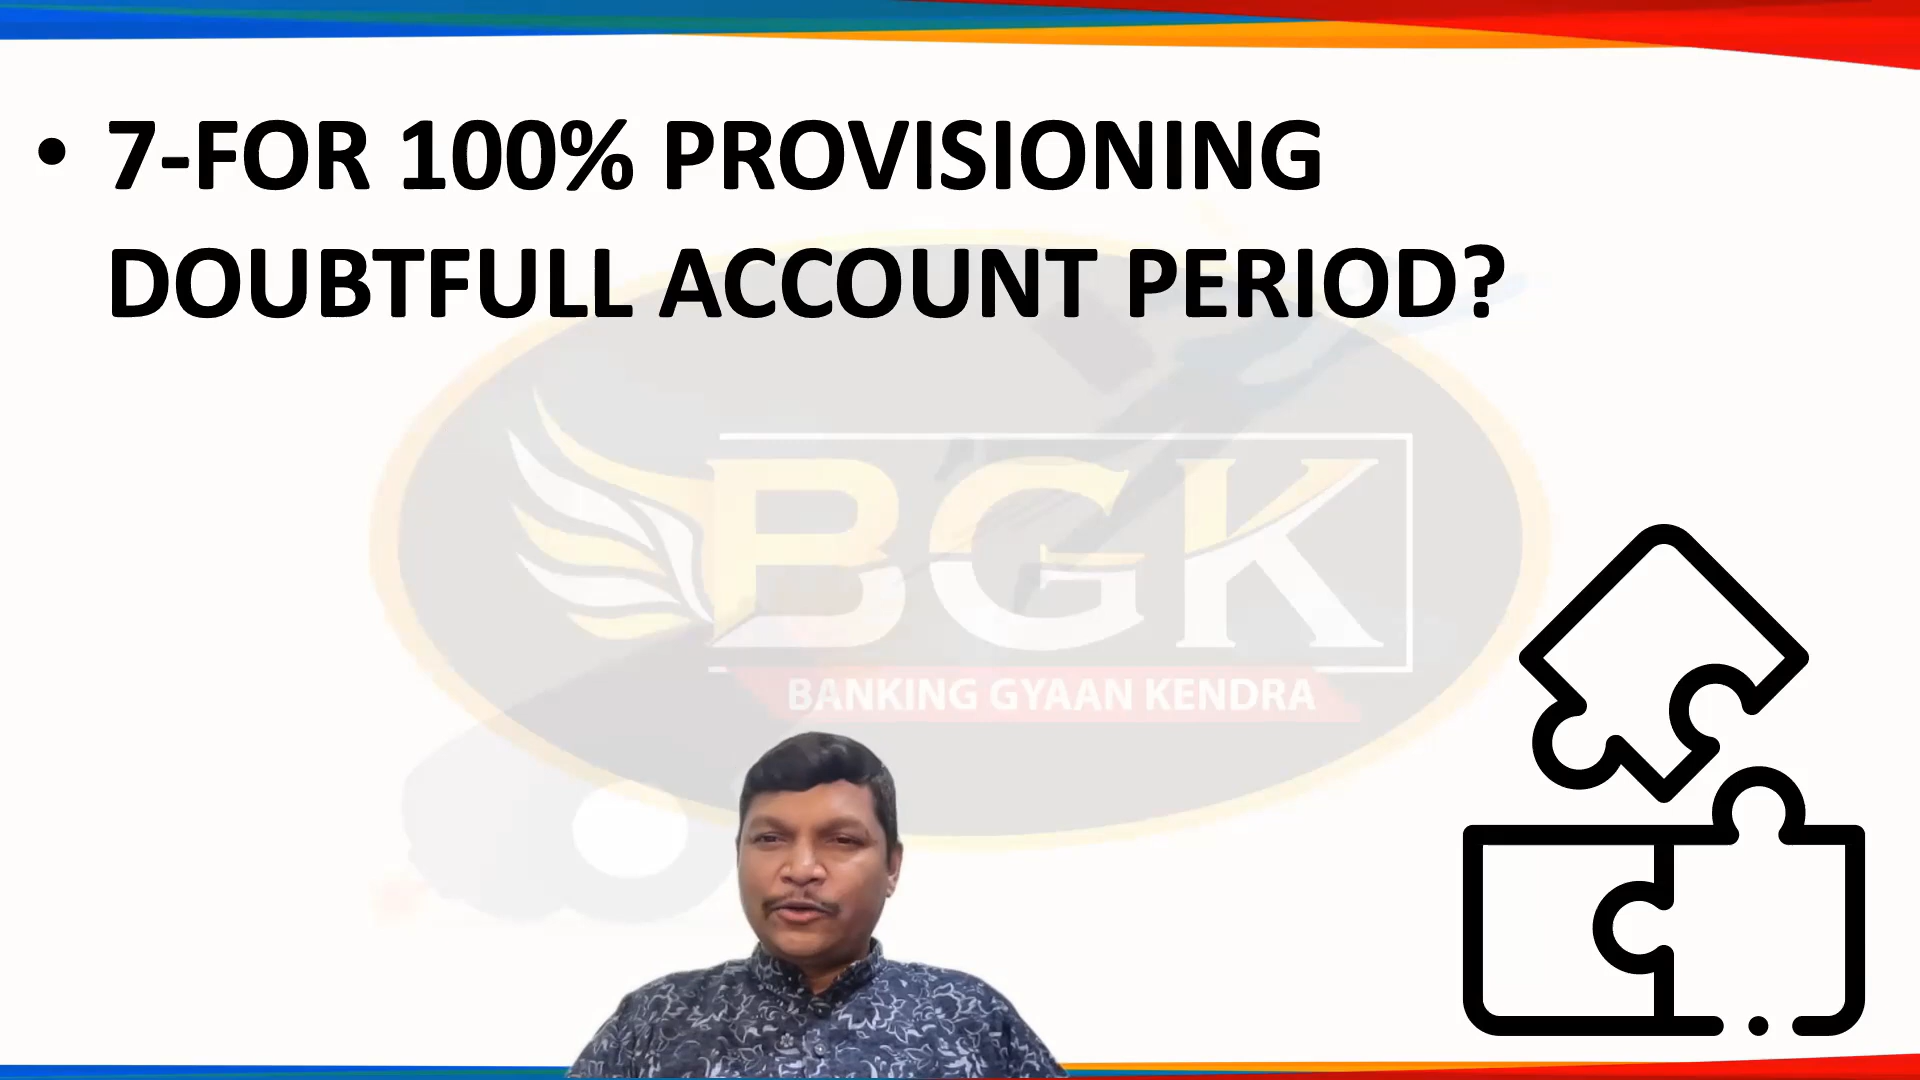 • 7-FOR 100% PROVISIONING
DOUBTFULL ACCOUNT PERIOD?
BGK
BANKING GYAAN KENDRA